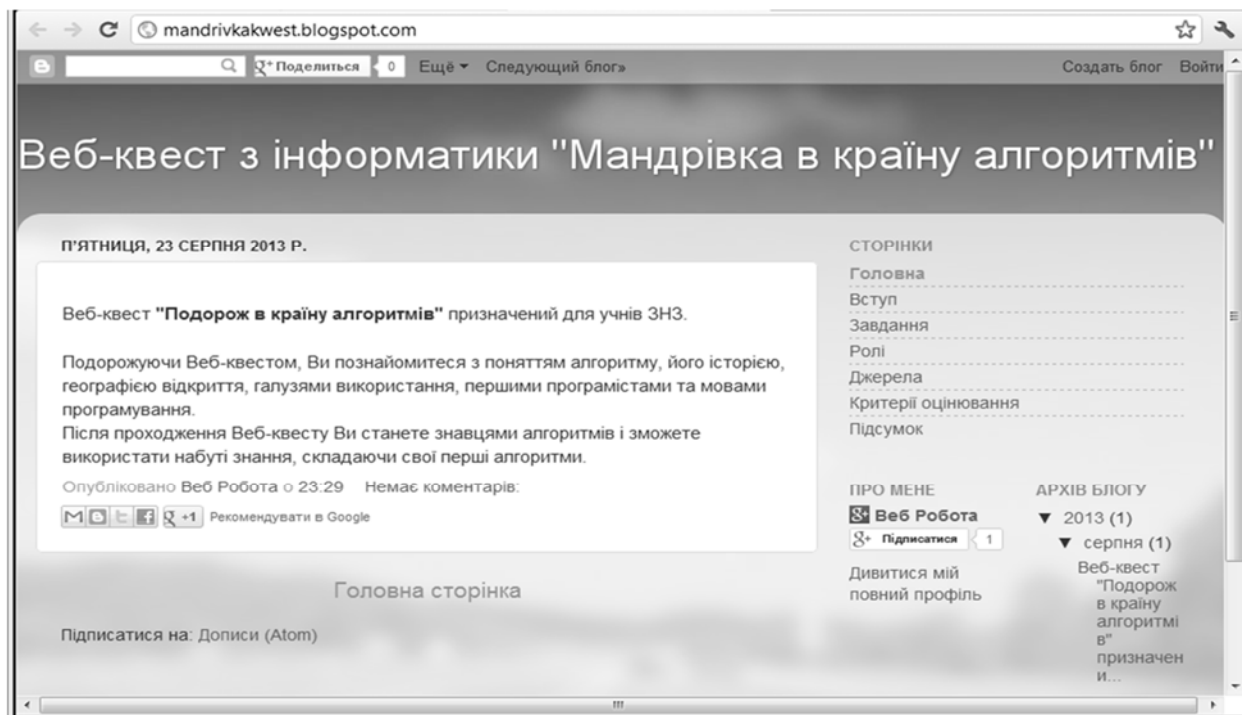 mandrivkakwest.blogspot.com
Поделиться 0 Ещё Следующий блог» Создать блог Войти
Веб-квест з інформатики "Мандрівка в країну алгоритмів"
П'ЯТНИЦЯ, 23 СЕРПНЯ 2013 Р.
Веб-квест "Подорож в країну алгоритмів" призначений для учнів ЗНЗ.
Подорожуючи Веб-квестом, Ви познайомитеся з поняттям алгоритму, його історією,
географією відкриття, галузями використання, першими програмістами та мовами
програмування.
Після проходження Веб-квесту Ви станете знавцями алгоритмів і зможете
використати набуті знання, складаючи свої перші алгоритми.
Опубліковано Веб Робота о 23:29 Немає коментарів:
+1 Рекомендувати в Google
Головна сторінка
Підписатися на: Дописи (Atom)
СТОРІНКИ
Головна
Вступ
Завдання
Ролі
Джерела
Критерії оцінювання
Підсумок
ПРО МЕНЕ
Веб Робота
Підписатися 1
Дивитися мій
повний профіль
АРХІВ БЛОГУ
▼ 2013 (1)
▼ серпня (1)
Веб-квест
"Подорож
в країну
алгоритмі
в"
призначен
и...